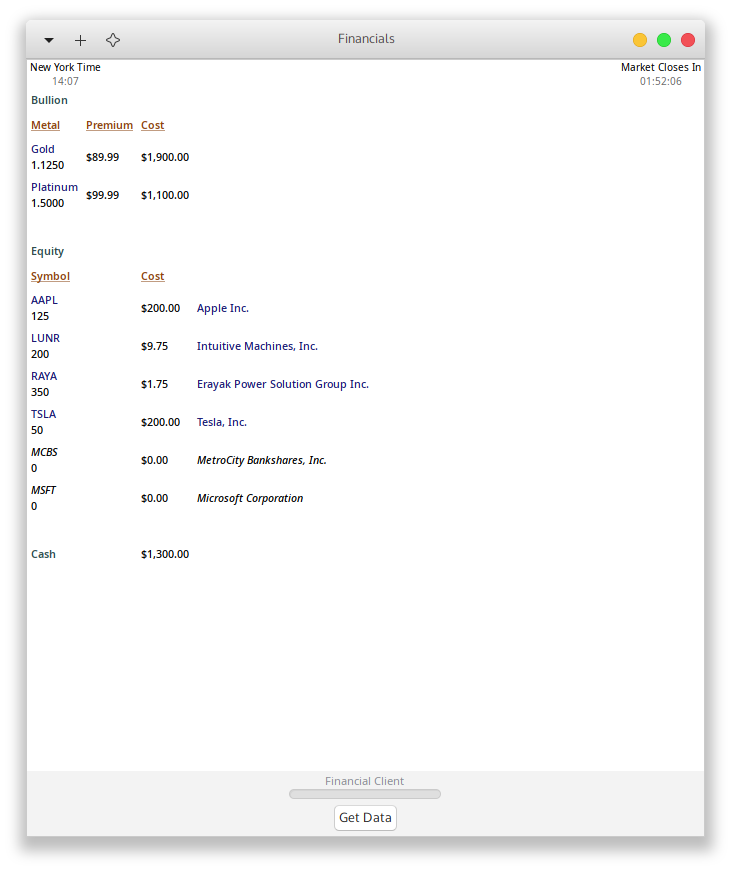 Financials
New York Time Market Closes In
14:07 01:52:06
Bullion
Metal Premium Cost
Gold
1.1250 $89.99 $1,900.00
Platinum
1.5000 $99.99 $1,100.00
Equity
Symbol Cost
AAPL
125 $200.00 Apple Inc.
LUNR
200 $9.75 Intuitive Machines, Inc.
RAYA
350 $1.75 Erayak Power Solution Group Inc.
TSLA
50 $200.00 Tesla, Inc.
MCBS
0 $0.00 MetroCity Bankshares, Inc.
MSFT
0 $0.00 Microsoft Corporation
Cash $1,300.00
Financial Client
Get Data